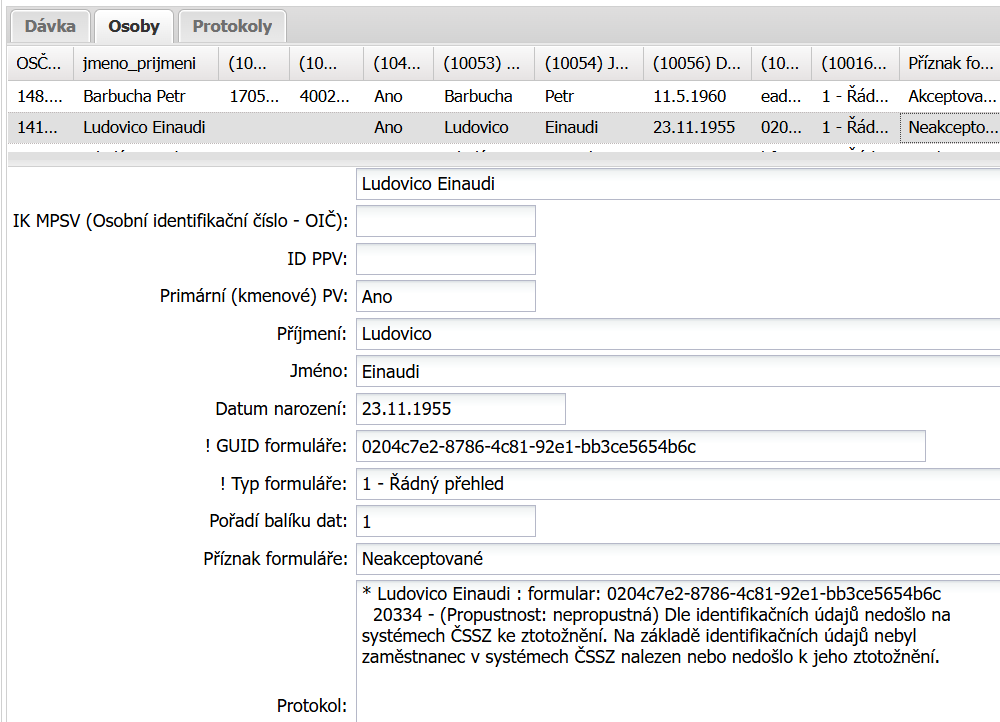 Dávka Osoby Protokoly
OSČ... jmeno_prijmeni (10... (10... (104... (10053) ... (10054) J... (10056) D... (10... (10016... Příznak fo...
148.... Barbucha Petr 1705... 4002... Ano Barbucha Petr 11.5.1960 ead... 1 - Řád... Akceptova...
141... Ludovico Einaudi Ano Ludovico Einaudi 23.11.1955 020... 1 - Řád... Neakcepto...
Ludovico Einaudi
IK MPSV (Osobní identifikační číslo - OIČ):
ID PPV:
Primární (kmenové) PV: Ano
Příjmení: Ludovico
Jméno: Einaudi
Datum narození: 23.11.1955
! GUID formuláře: 0204c7e2-8786-4c81-92e1-bb3ce5654b6c
! Typ formuláře: 1 - Řádný přehled
Pořadí balíku dat: 1
Příznak formuláře: Neakceptované
* Ludovico Einaudi : formular: 0204c7e2-8786-4c81-92e1-bb3ce5654b6c
20334 - (Propustnost: nepropustná) Dle identifikačních údajů nedošlo na
systémech ČSSZ ke ztotožnění. Na základě identifikačních údajů nebyl
zaměstnanec v systémech ČSSZ nalezen nebo nedošlo k jeho ztotožnění.
Protokol: